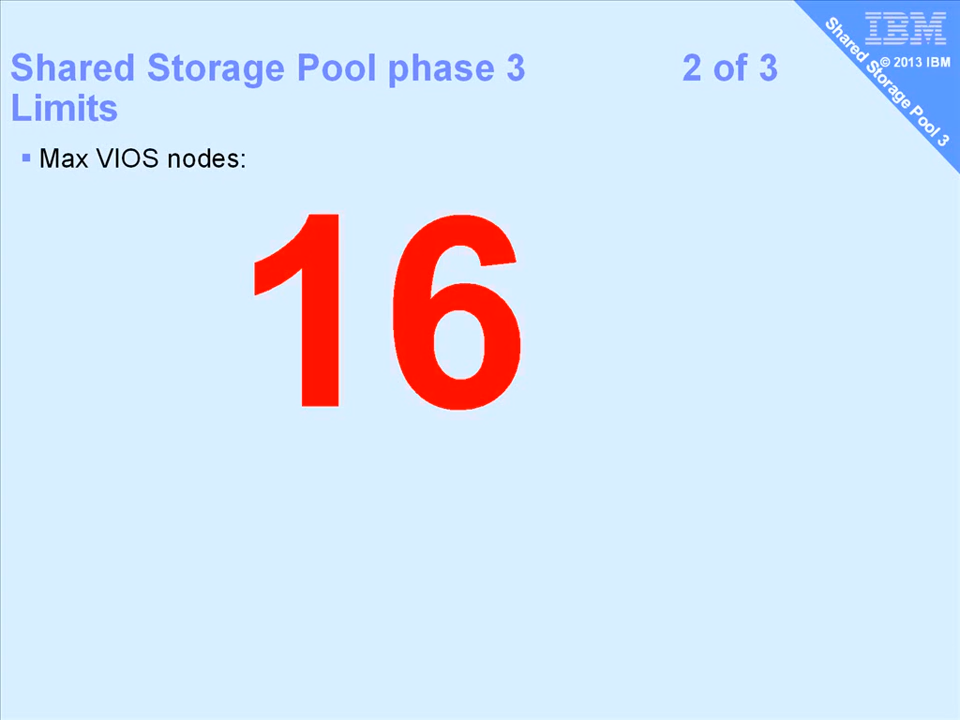 Shared Storage Pool phase 3 2 of 3
Limits
▪ Max VIOS nodes:
16
IBM
© 2013 IBM
Shared Storage Pool 3